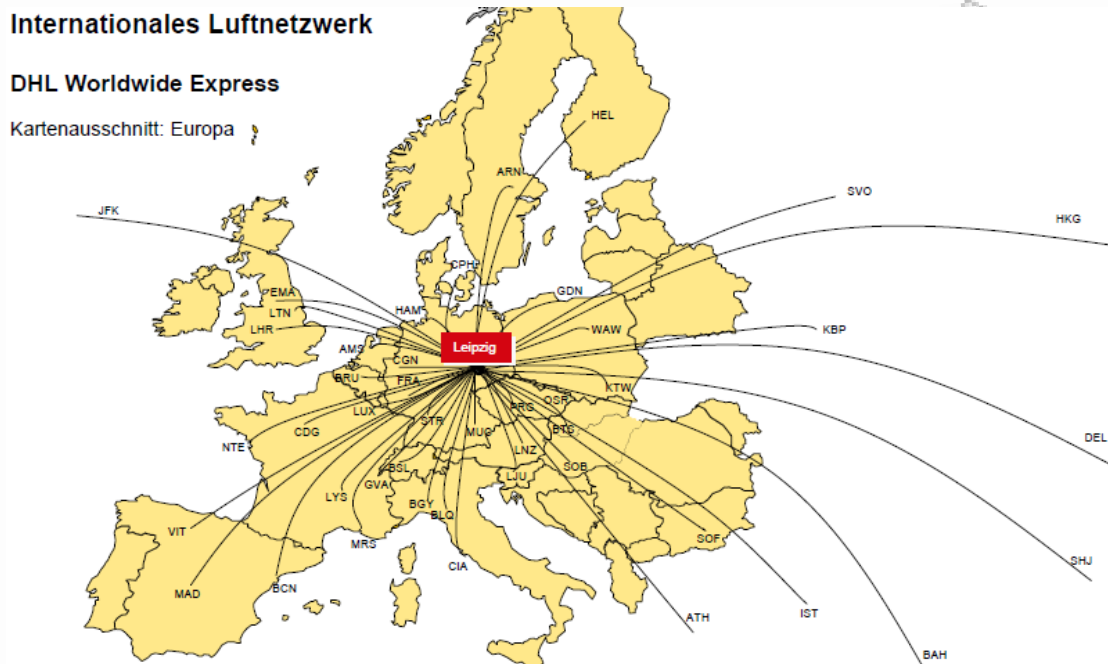 Internationales Luftnetzwerk
DHL Worldwide Express
Kartenausschnitt: Europa
HEL
ARN
SVO
JFK
HKG
CPH
EMA
GDN
LTN
HAM
LHR
WAW
KBP
Leipzig
AMS
CGN
BRU
FRA
KTW
OSR
PRG
LUX
STR
CDG
MUC
BTS
NTE
DEL
LNZ
BSL
SOB
GVA
LJU
LYS
BGY
BLQ
VIT
SOF
MRS
SHJ
CIA
BCN
MAD
IST
ATH
BAH